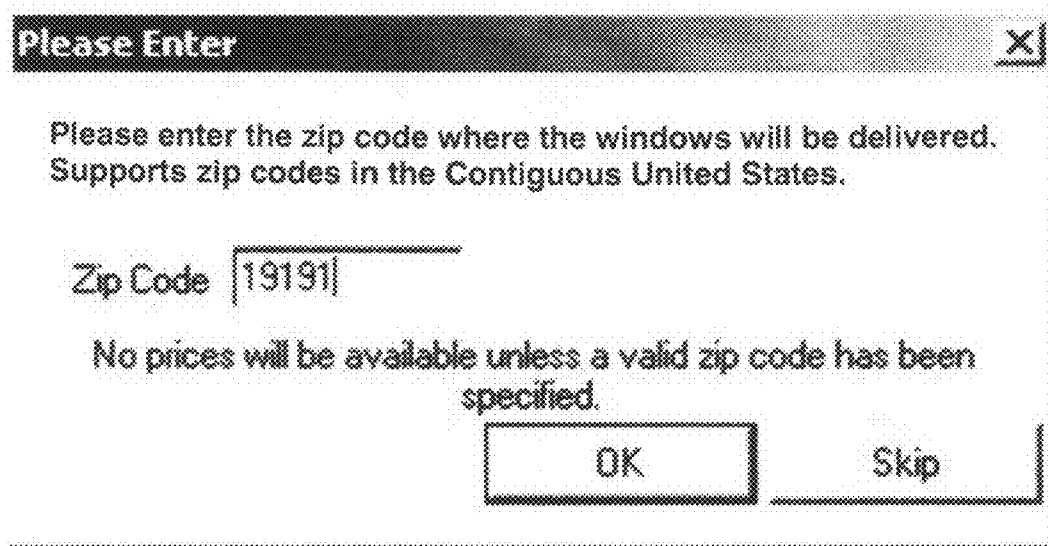 Please Enter
Please enter the zip code where the windows will be delivered.
Supports zip codes in the Contiguous United States.
Zip Code 19191
No prices will be available unless a valid zip code has been
specified.
OK Skip